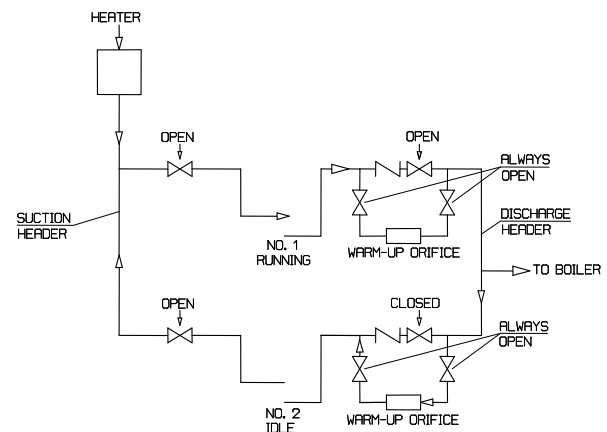 HEATER
OPEN
OPEN
ALWAYS
OPEN
SUCTION
HEADER
DISCHARGE
HEADER
NO. 1
RUNNING
WARM-UP ORIFICE
TO BOILER
OPEN
CLOSED
ALWAYS
OPEN
NO. 2
IDLE
WARM-UP ORIFICE